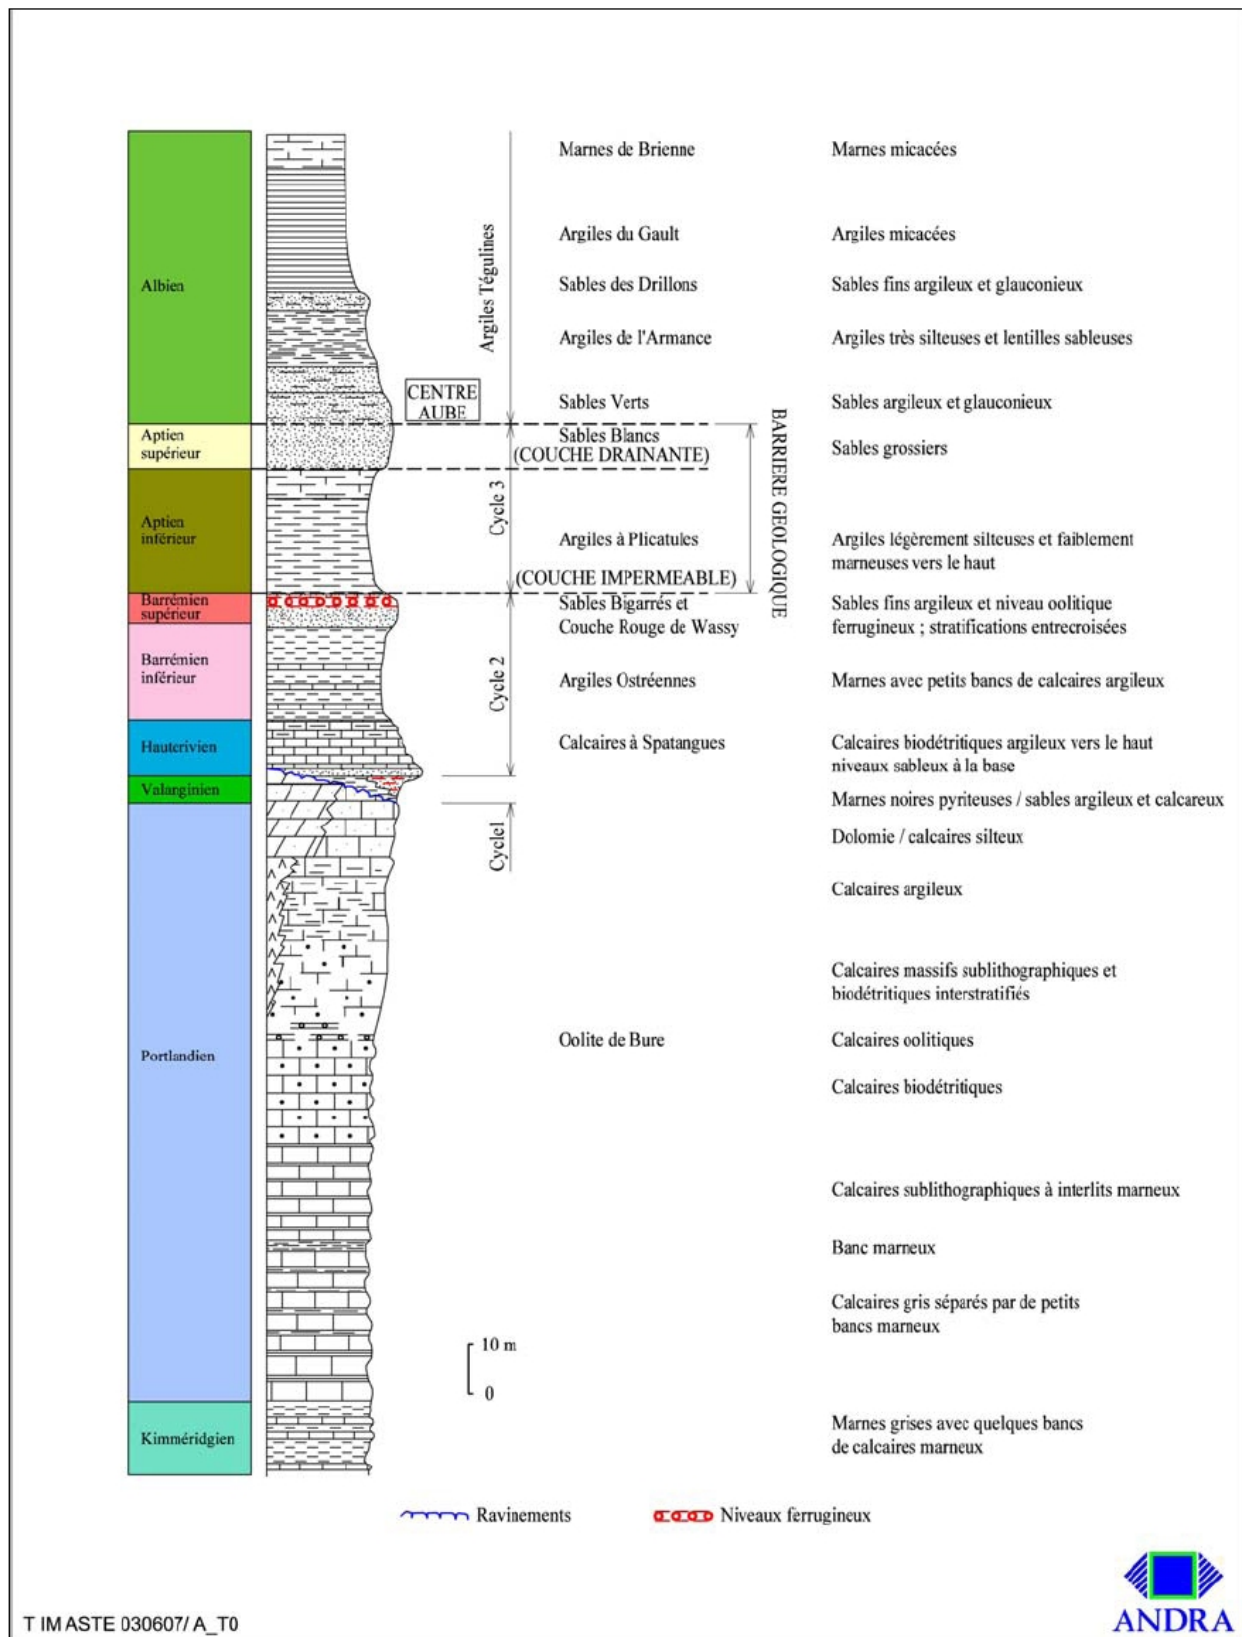 Marnes de Brienne
Marnes micacées
Argiles du Gault
Argiles micacées
Argiles Tégulines
Albien
Sables des Drillons
Sables fins argileux et glauconieux
Argiles de l'Armance
Argiles très silteuses et lentilles sableuses
CENTRE
AUBE
Sables Verts
Sables argileux et glauconieux
Aptien
supérieur
Sables Blancs
(COUCHE DRAINANTE)
Sables grossiers
BARRIERE GEOLOGIQUE
Cycle 3
Aptien
inférieur
Argiles à Plicatules
(COUCHE IMPERMEABLE)
Argiles légèrement silteuses et faiblement
marneuses vers le haut
Barrémien
supérieur
Sables Bigarrés et
Couche Rouge de Wassy
Sables fins argileux et niveau oolitique
ferrugineux ; stratifications entrecroisées
Cycle 2
Barrémien
inférieur
Argiles Ostréennes
Marnes avec petits bancs de calcaires argileux
Hauterivien
Calcaires à Spatangues
Calcaires biodétritiques argileux vers le haut
niveaux sableux à la base
Valanginien
Marnes noires pyriteuses / sables argileux et calcareux
Cycle1
Dolomie / calcaires silteux
Calcaires argileux
Calcaires massifs sublithographiques et
biodétritiques interstratifiés
Portlandien
Oolite de Bure
Calcaires oolitiques
Calcaires biodétritiques
Calcaires sublithographiques à interlits marneux
Banc marneux
Calcaires gris séparés par de petits
bancs marneux
10 m
0
Kimméridgien
Marnes grises avec quelques bancs
de calcaires marneux
Ravinements
Niveaux ferrugineux
ANDRA
T IM ASTE 030607/ A_T0